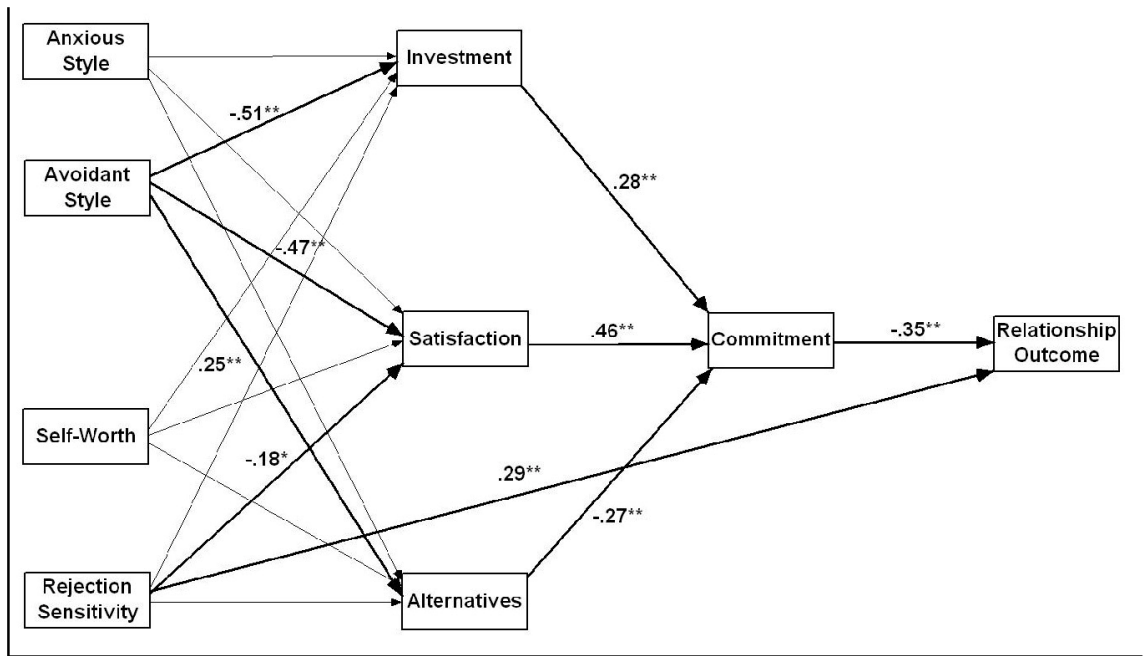 Anxious
Style
Investment
-.51**
Avoidant
Style
.28**
-.47**
Satisfaction
.46**
Commitment
-.35**
Relationship
Outcome
.25**
Self-Worth
-.18*
.29**
-.27**
Rejection
Sensitivity
Alternatives